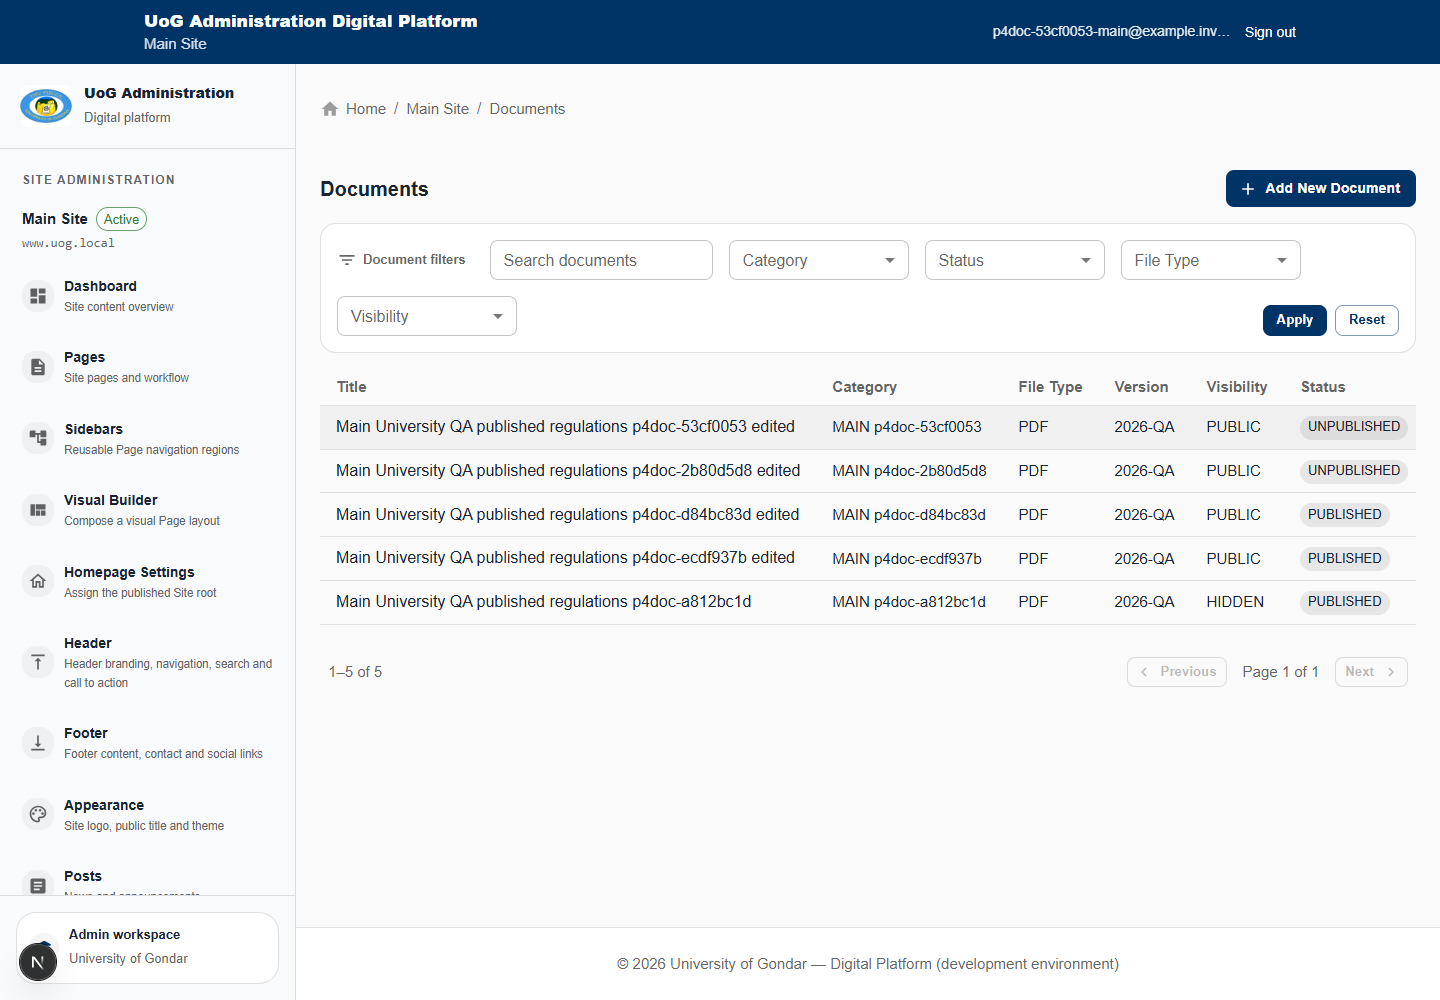 UoG Administration Digital Platform
Main Site
p4doc-53cf0053-main@example.inv...
Sign out
UoG Administration
Digital platform
SITE ADMINISTRATION
Main Site Active
www.uog.local
Dashboard
Site content overview
Pages
Site pages and workflow
Sidebars
Reusable Page navigation regions
Visual Builder
Compose a visual Page layout
Homepage Settings
Assign the published Site root
Header
Header branding, navigation, search and
call to action
Footer
Footer content, contact and social links
Appearance
Site logo, public title and theme
Posts
Admin workspace
University of Gondar
N
Home / Main Site / Documents
Documents
Add New Document
Document filters
Search documents
Category
Status
File Type
Visibility
Apply
Reset
Title Category File Type Version Visibility Status
Main University QA published regulations p4doc-53cf0053 edited MAIN p4doc-53cf0053 PDF 2026-QA PUBLIC UNPUBLISHED
Main University QA published regulations p4doc-2b80d5d8 edited MAIN p4doc-2b80d5d8 PDF 2026-QA PUBLIC UNPUBLISHED
Main University QA published regulations p4doc-d84bc83d edited MAIN p4doc-d84bc83d PDF 2026-QA PUBLIC PUBLISHED
Main University QA published regulations p4doc-ecdf937b edited MAIN p4doc-ecdf937b PDF 2026-QA PUBLIC PUBLISHED
Main University QA published regulations p4doc-a812bc1d MAIN p4doc-a812bc1d PDF 2026-QA HIDDEN PUBLISHED
1–5 of 5
Previous
Page 1 of 1
Next
© 2026 University of Gondar — Digital Platform (development environment)